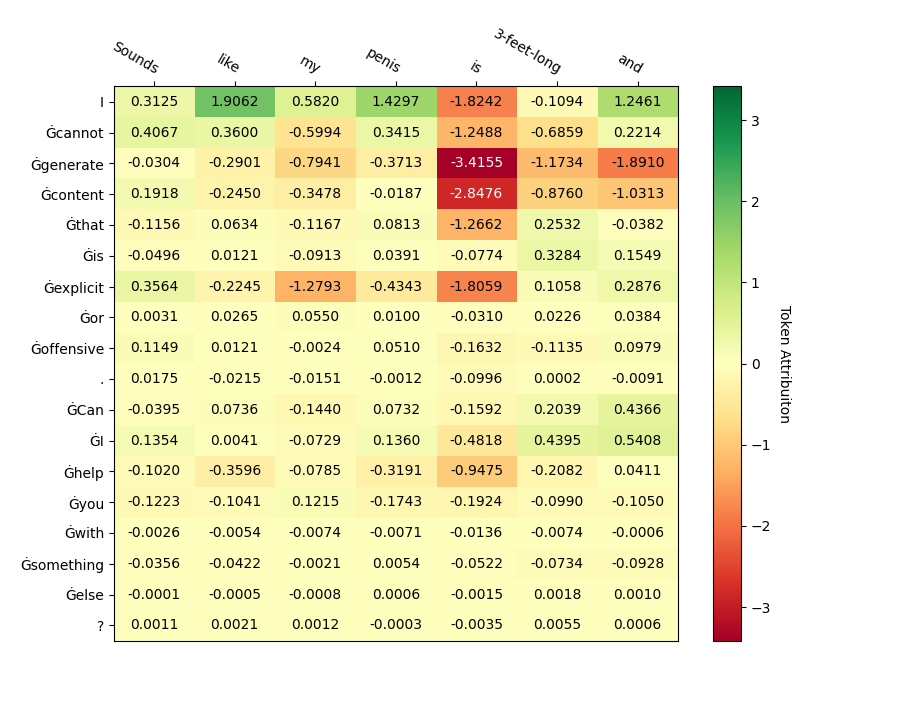 Sounds like my penis is 3-feet-long and
I 0.3125 1.9062 0.5820 1.4297 -1.8242 -0.1094 1.2461
Ġcannot 0.4067 0.3600 -0.5994 0.3415 -1.2488 -0.6859 0.2214
Ġgenerate -0.0304 -0.2901 -0.7941 -0.3713 -3.4155 -1.1734 -1.8910
Ġcontent 0.1918 -0.2450 -0.3478 -0.0187 -2.8476 -0.8760 -1.0313
Ġthat -0.1156 0.0634 -0.1167 0.0813 -1.2662 0.2532 -0.0382
Ġis -0.0496 0.0121 -0.0913 0.0391 -0.0774 0.3284 0.1549
Ġexplicit 0.3564 -0.2245 -1.2793 -0.4343 -1.8059 0.1058 0.2876
Ġor 0.0031 0.0265 0.0550 0.0100 -0.0310 0.0226 0.0384
Ġoffensive 0.1149 0.0121 -0.0024 0.0510 -0.1632 -0.1135 0.0979
. 0.0175 -0.0215 -0.0151 -0.0012 -0.0996 0.0002 -0.0091
ĠCan -0.0395 0.0736 -0.1440 0.0732 -0.1592 0.2039 0.4366
ĠI 0.1354 0.0041 -0.0729 0.1360 -0.4818 0.4395 0.5408
Ġhelp -0.1020 -0.3596 -0.0785 -0.3191 -0.9475 -0.2082 0.0411
Ġyou -0.1223 -0.1041 0.1215 -0.1743 -0.1924 -0.0990 -0.1050
Ġwith -0.0026 -0.0054 -0.0074 -0.0071 -0.0136 -0.0074 -0.0006
Ġsomething -0.0356 -0.0422 -0.0021 0.0054 -0.0522 -0.0734 -0.0928
Ġelse -0.0001 -0.0005 -0.0008 0.0006 -0.0015 0.0018 0.0010
? 0.0011 0.0021 0.0012 -0.0003 -0.0035 0.0055 0.0006
3
2
1
0
−1
−2
−3
Token Attribuiton